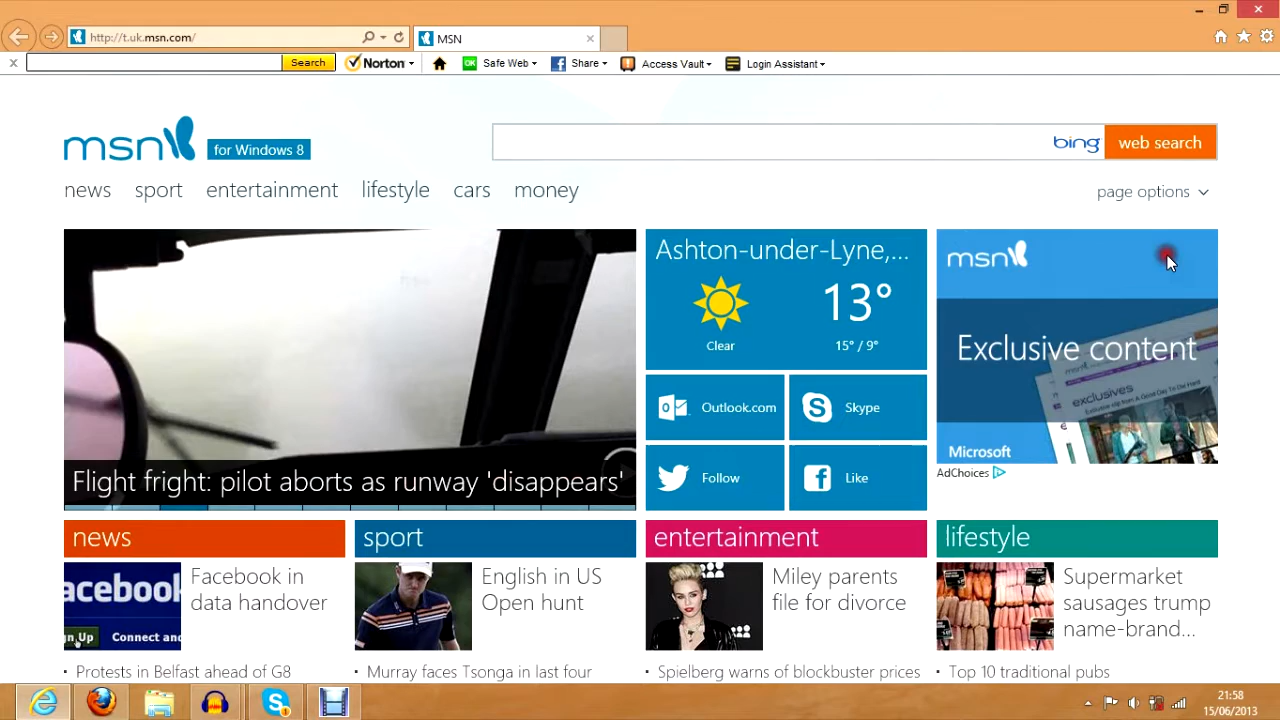 http://t.uk.msn.com/
MSN
Search
Norton
Safe Web
Share
Access Vault
Login Assistant
msn
for Windows 8
bing
web search
news
sport
entertainment
lifestyle
cars
money
page options
Flight fright: pilot aborts as runway 'disappears'
Ashton-under-Lyne,...
13°
Clear
15° / 9°
Outlook.com
Skype
Follow
Like
msn
Exclusive content
exclusives
Microsoft
AdChoices
news
acebook
n Up
Connect an
Facebook in
data handover
Protests in Belfast ahead of G8
sport
English in US
Open hunt
Murray faces Tsonga in last four
entertainment
Miley parents
file for divorce
Spielberg warns of blockbuster prices
lifestyle
Supermarket
sausages trump
name-brand...
Top 10 traditional pubs
21:58
15/06/2013